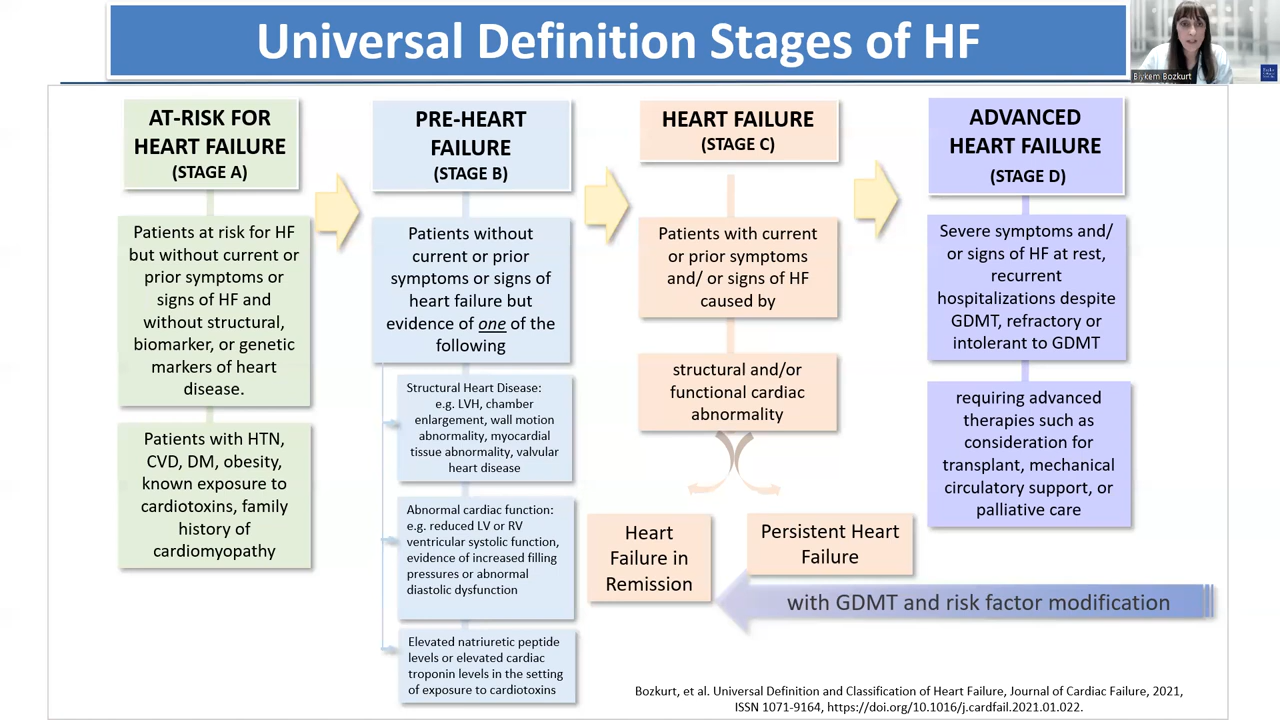 Universal Definition Stages of HF
Biykem Bozkurt
AT-RISK FOR
HEART FAILURE
(STAGE A)
Patients at risk for HF
but without current or
prior symptoms or
signs of HF and
without structural,
biomarker, or genetic
markers of heart
disease.
Patients with HTN,
CVD, DM, obesity,
known exposure to
cardiotoxins, family
history of
cardiomyopathy
PRE-HEART
FAILURE
(STAGE B)
Patients without
current or prior
symptoms or signs of
heart failure but
evidence of one of the
following
Structural Heart Disease:
e.g. LVH, chamber
enlargement, wall motion
abnormality, myocardial
tissue abnormality, valvular
heart disease
Abnormal cardiac function:
e.g. reduced LV or RV
ventricular systolic function,
evidence of increased filling
pressures or abnormal
diastolic dysfunction
Elevated natriuretic peptide
levels or elevated cardiac
troponin levels in the setting
of exposure to cardiotoxins
HEART FAILURE
(STAGE C)
Patients with current
or prior symptoms
and/ or signs of HF
caused by
structural and/or
functional cardiac
abnormality
Heart
Failure in
Remission
Persistent Heart
Failure
with GDMT and risk factor modification
ADVANCED
HEART FAILURE
(STAGE D)
Severe symptoms and/
or signs of HF at rest,
recurrent
hospitalizations despite
GDMT, refractory or
intolerant to GDMT
requiring advanced
therapies such as
consideration for
transplant, mechanical
circulatory support, or
palliative care
Bozkurt, et al. Universal Definition and Classification of Heart Failure, Journal of Cardiac Failure, 2021,
ISSN 1071-9164, https://doi.org/10.1016/j.cardfail.2021.01.022.